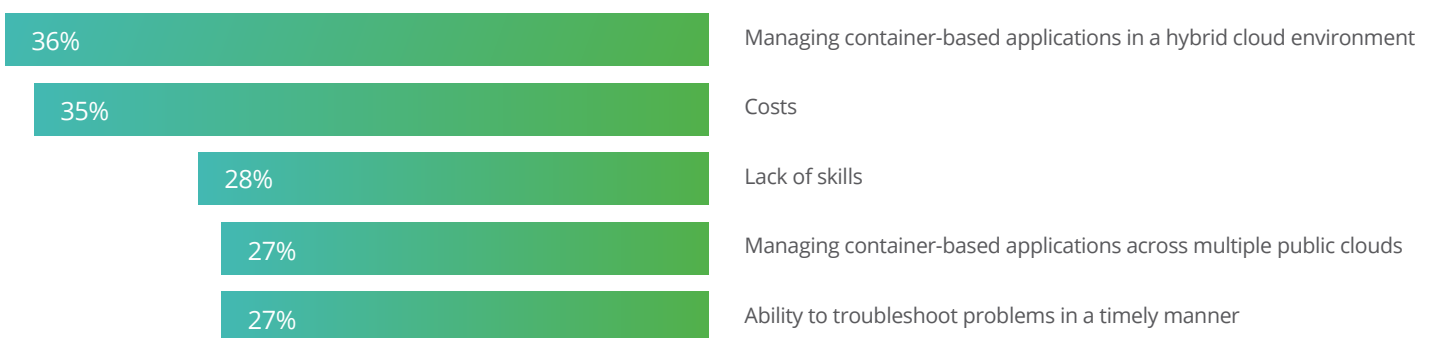 36% Managing container-based applications in a hybrid cloud environment
35% Costs
28% Lack of skills
27% Managing container-based applications across multiple public clouds
27% Ability to troubleshoot problems in a timely manner